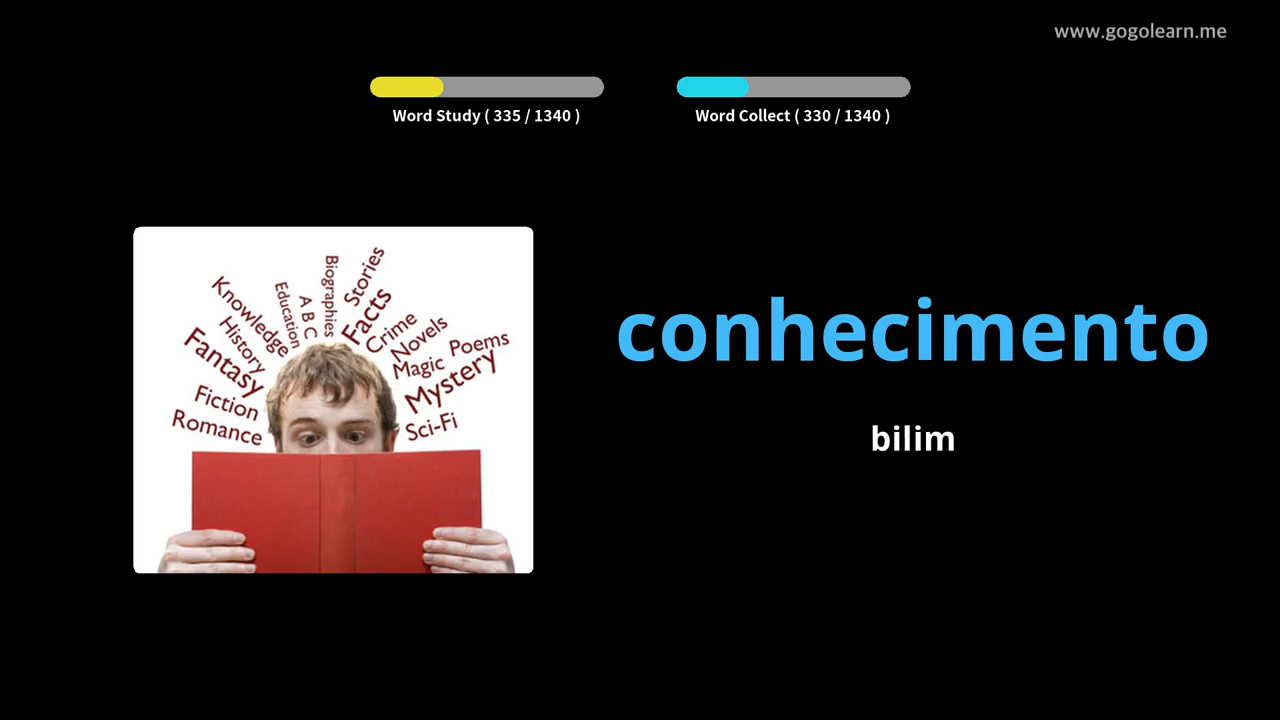 www.gogolearn.me
Word Study ( 335 / 1340 )
Word Collect ( 330 / 1340 )
Knowledge
Education
A B C
Biographies
Stories
Facts
History
Crime
Novels
Fantasy
Magic
Poems
Fiction
Mystery
Romance
Sci-Fi
conhecimento
bilim